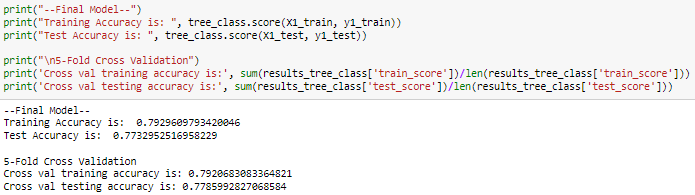 print("--Final Model--")
print("Training Accuracy is: ", tree_class.score(X1_train, y1_train))
print("Test Accuracy is: ", tree_class.score(X1_test, y1_test))

print("\n5-Fold Cross Validation")
print('Cross val training accuracy is:', sum(results_tree_class['train_score'])/len(results_tree_class['train_score']))
print('Cross val testing accuracy is:', sum(results_tree_class['test_score'])/len(results_tree_class['test_score']))
--Final Model--
Training Accuracy is:  0.7929609793420046
Test Accuracy is:  0.7732952516958229

5-Fold Cross Validation
Cross val training accuracy is: 0.7920683083364821
Cross val testing accuracy is: 0.7785992827068584